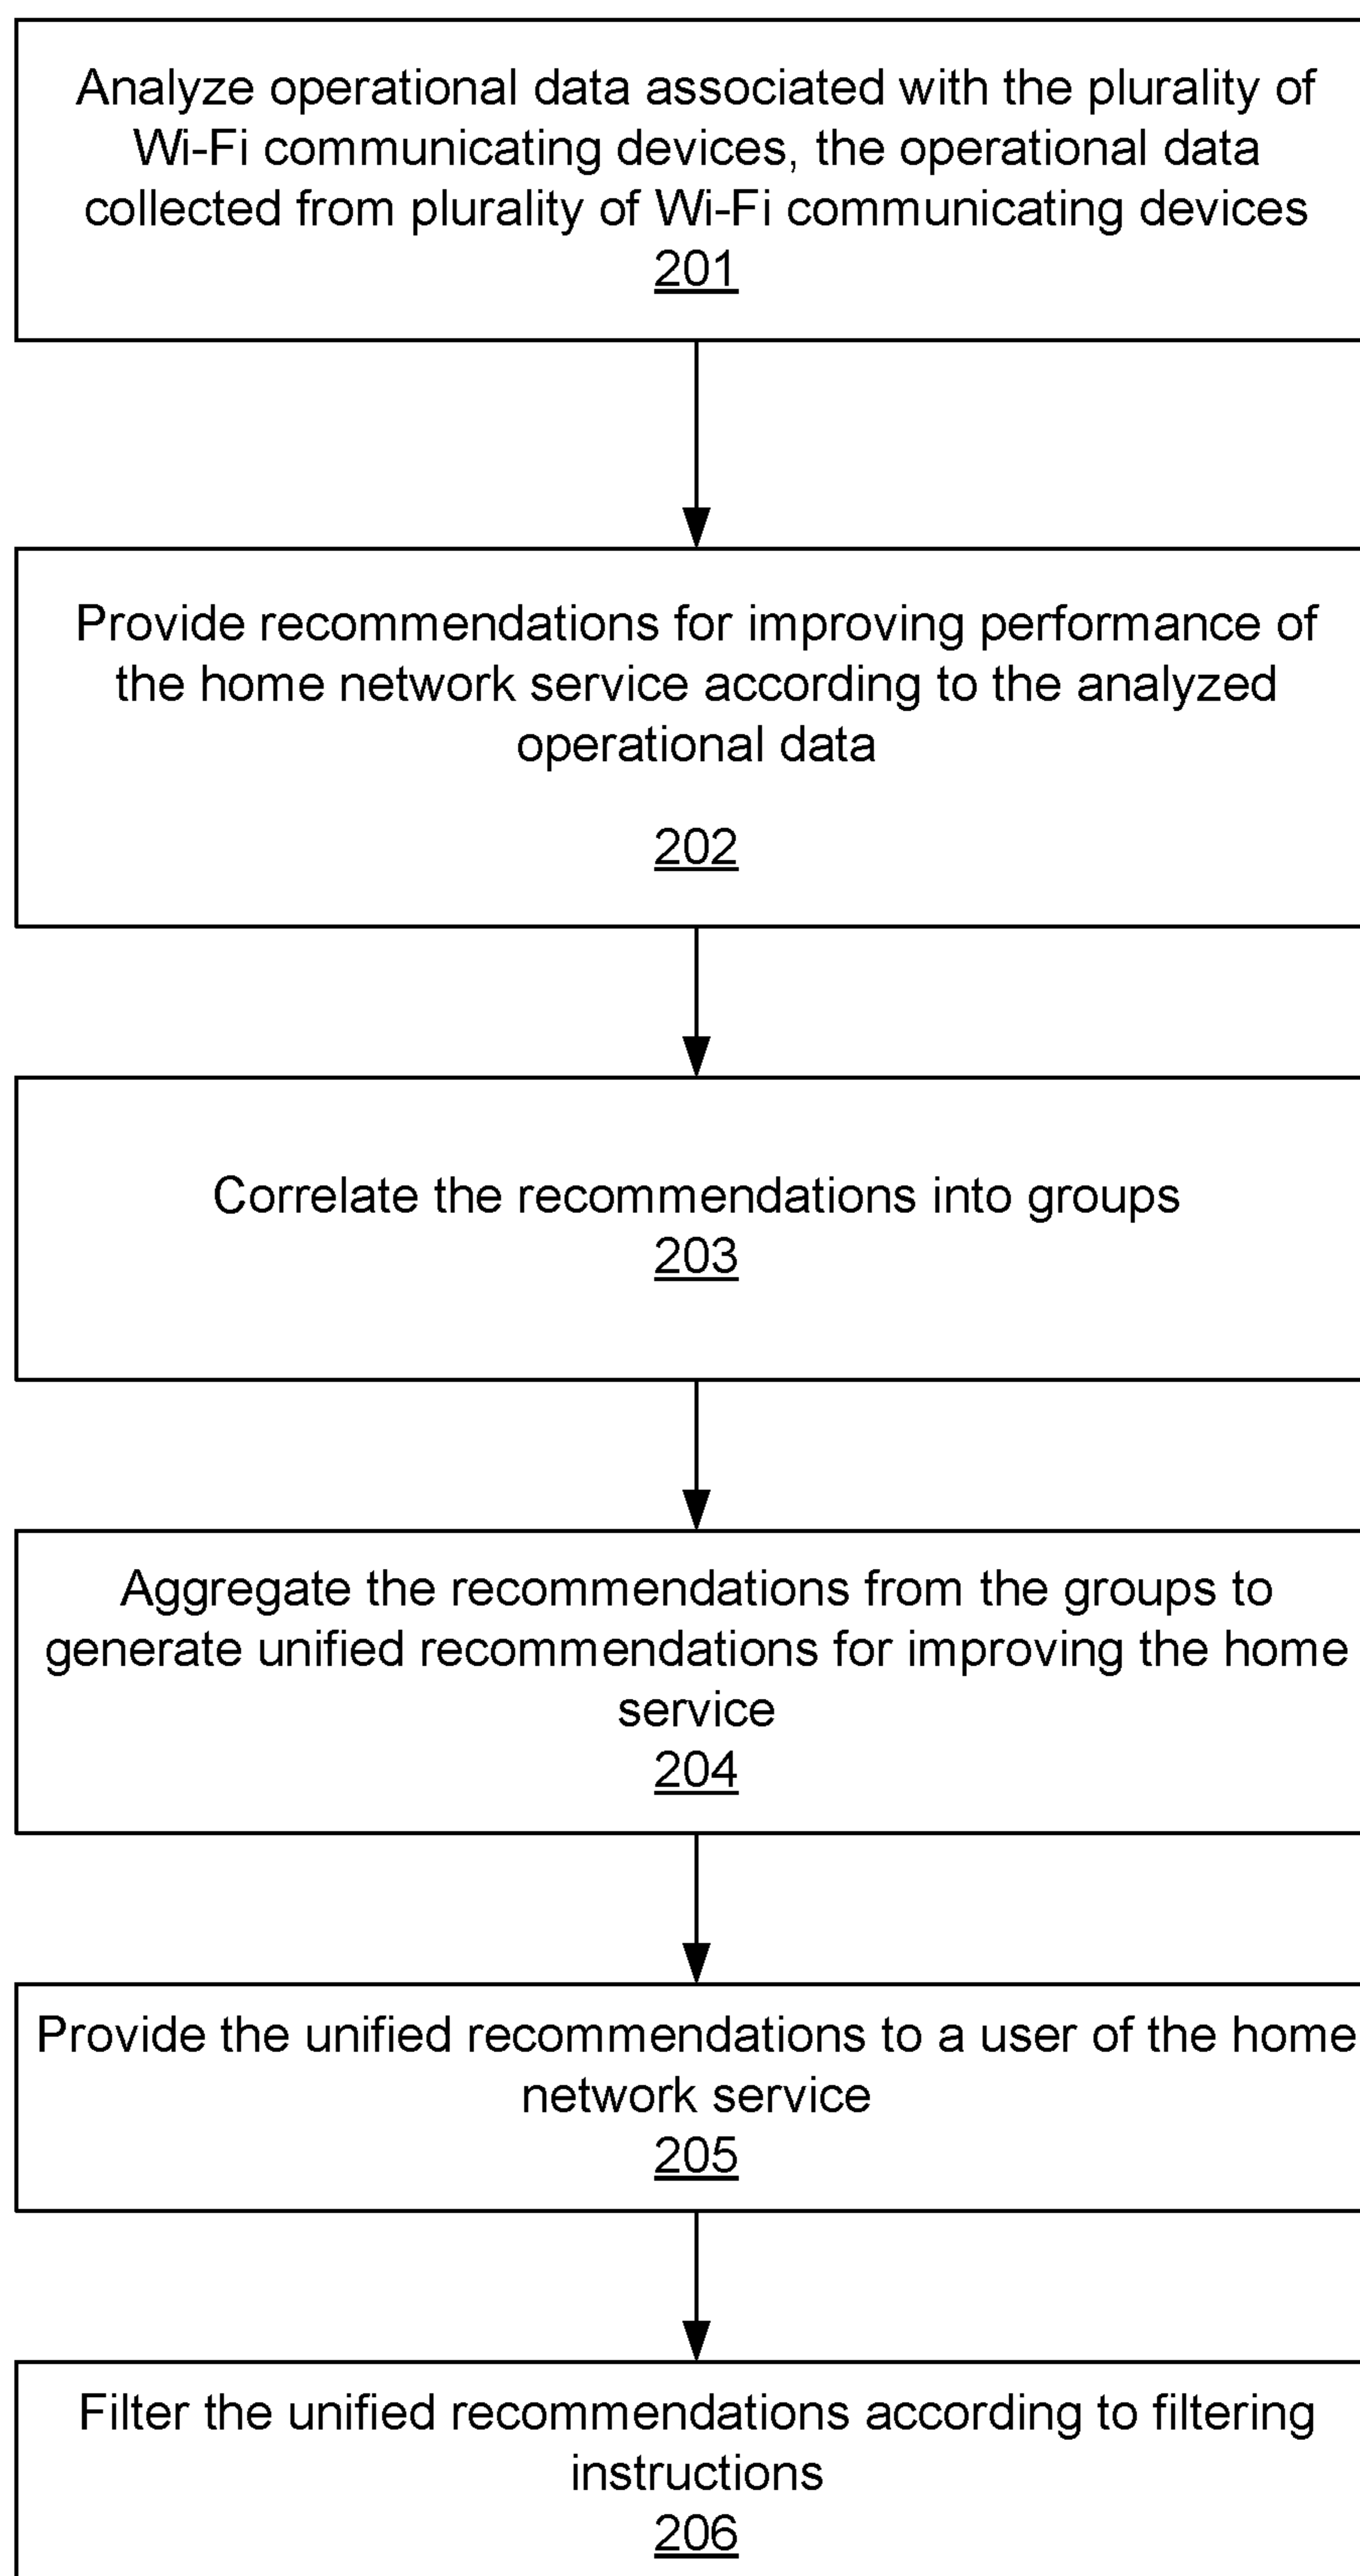 Analyze operational data associated with the plurality of
Wi-Fi communicating devices, the operational data
collected from plurality of Wi-Fi communicating devices
201
Provide recommendations for improving performance of
the home network service according to the analyzed
operational data
202
Correlate the recommendations into groups
203
Aggregate the recommendations from the groups to
generate unified recommendations for improving the home
service
204
Provide the unified recommendations to a user of the home
network service
205
Filter the unified recommendations according to filtering
instructions
206